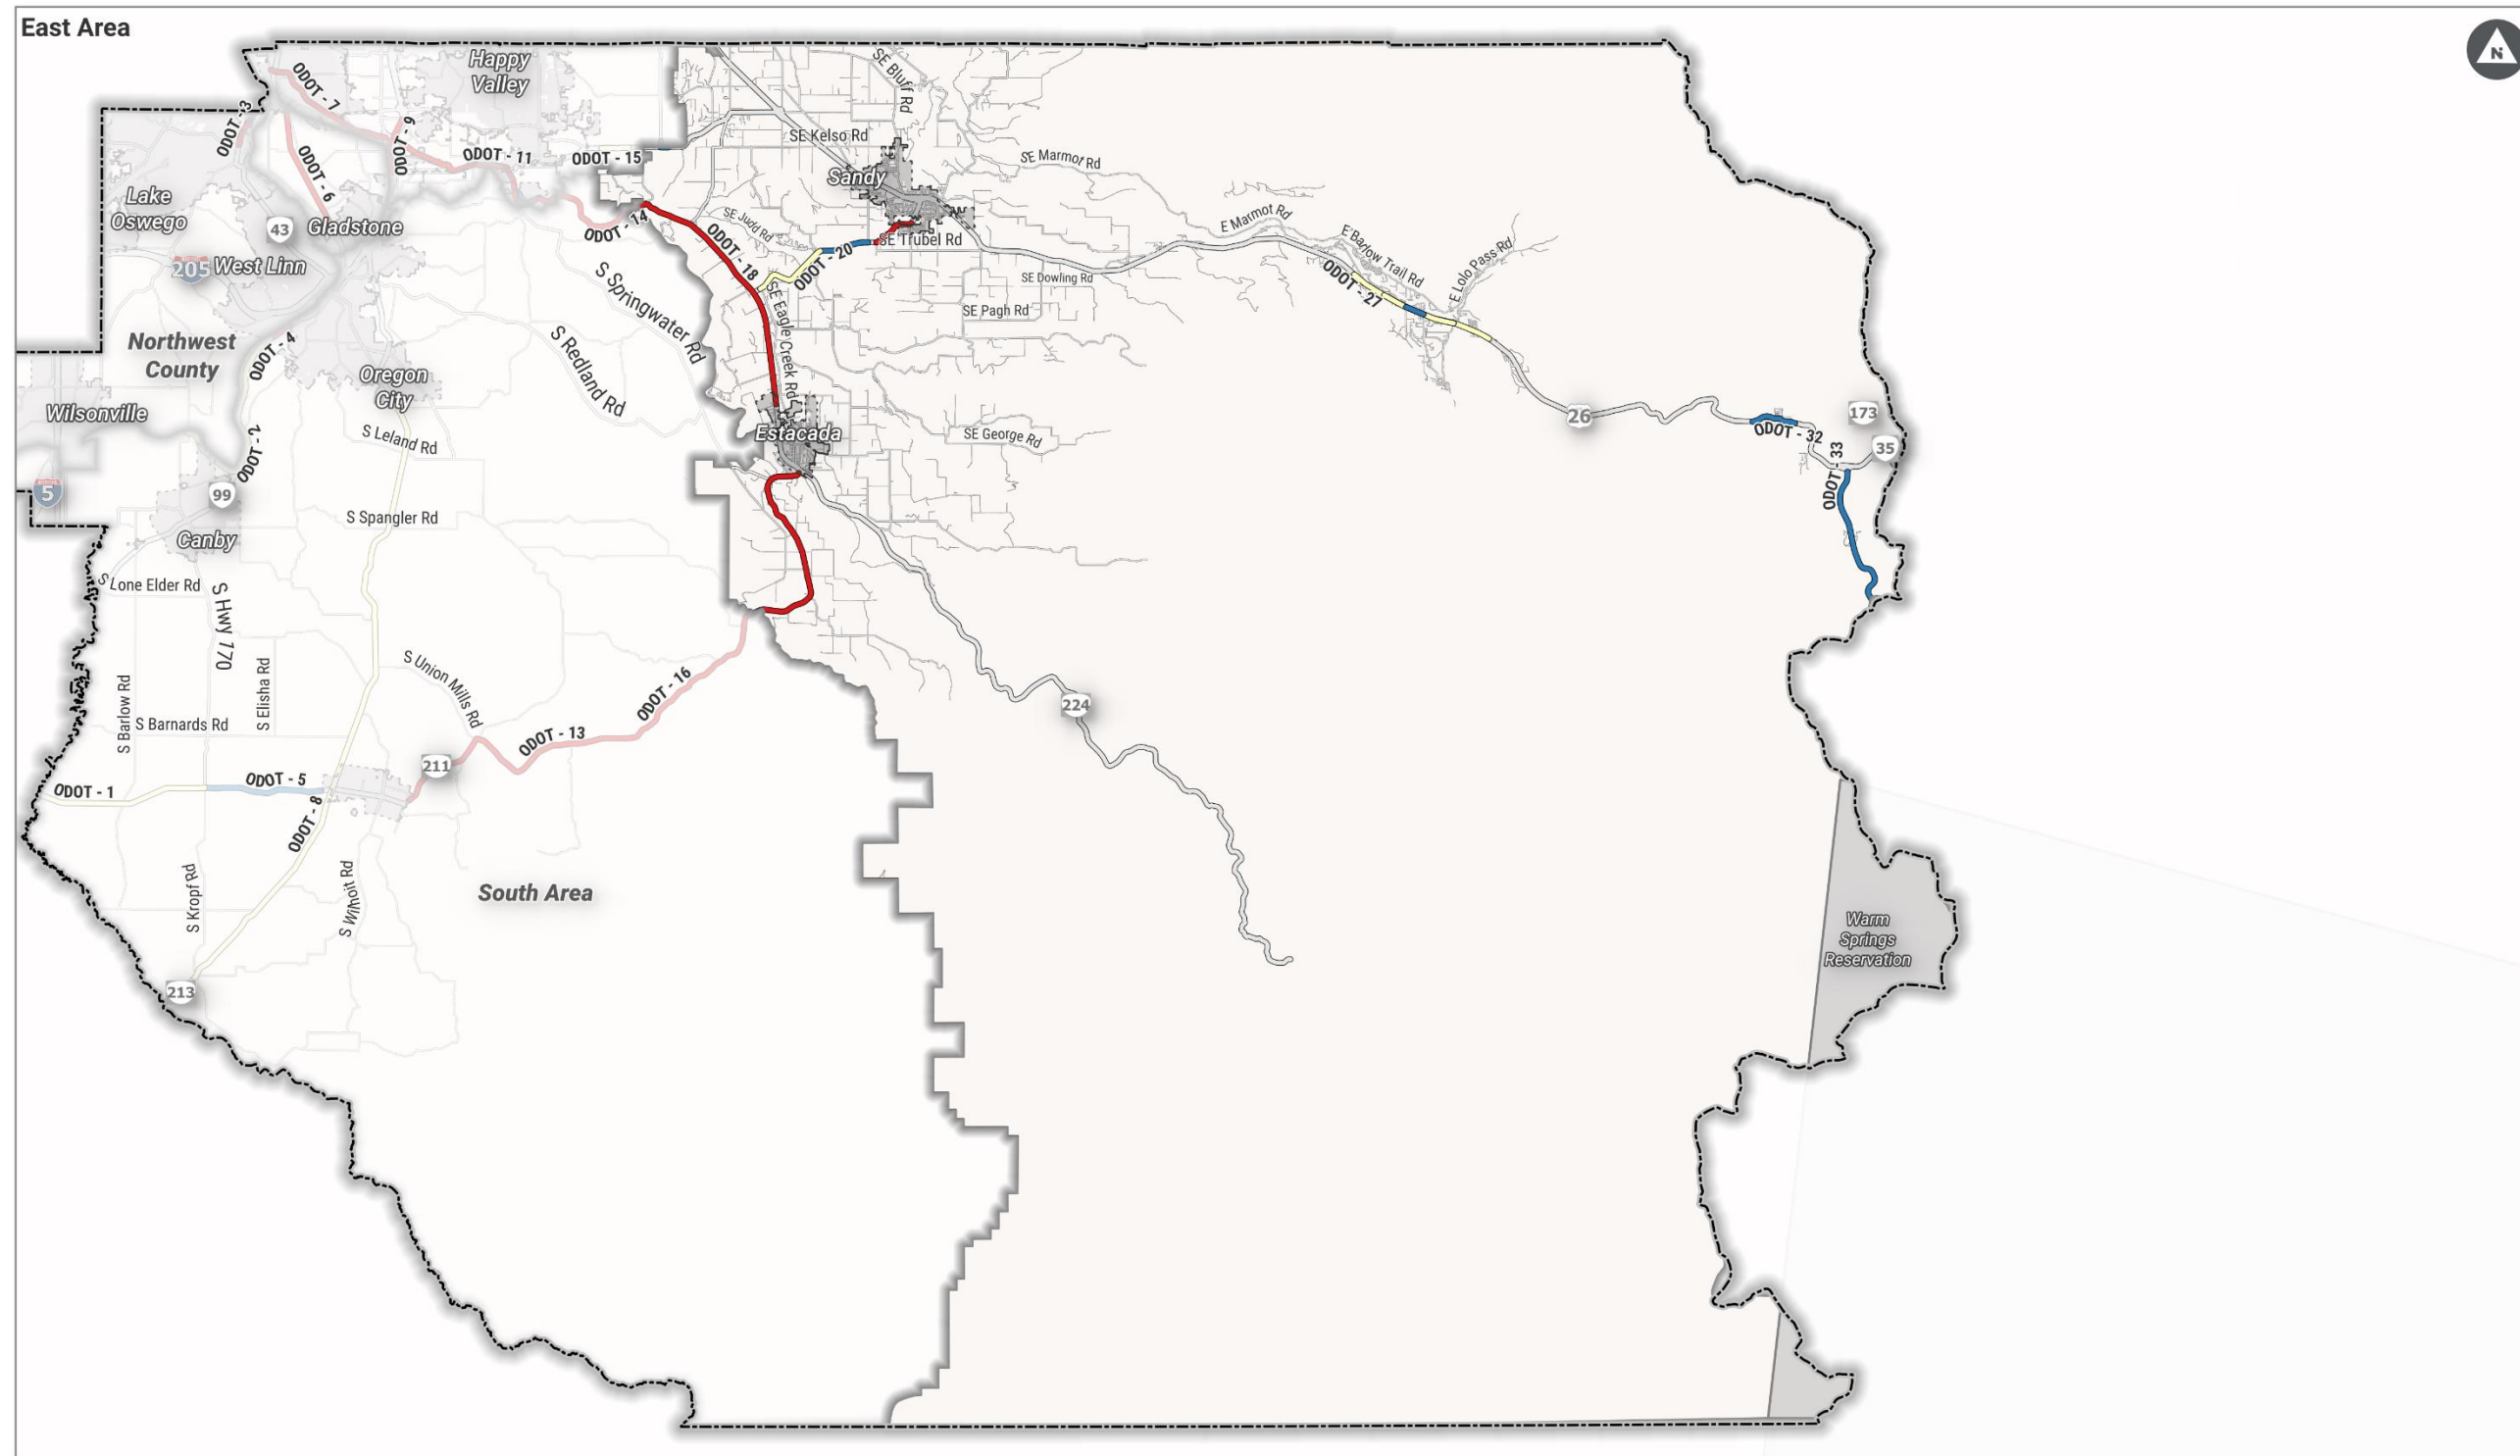 East Area
N
Happy
Valley
ODOT - 7
ODOT - 3
ODOT - 9
ODOT - 6
ODOT - 11
ODOT - 15
SE Bluff Rd
SE Kelso Rd
Sandy
SE Marmot Rd
Lake
Oswego
43
Gladstone
ODOT - 14
205
West Linn
SE Judd Rd
ODOT - 18
ODOT - 20
SE Trubel Rd
E Marmot Rd
E Barlow Trail Rd
E Lolo Pass Rd
SE Dowling Rd
ODOT - 27
SE Pagh Rd
SE Eagle Creek Rd
S Springwater Rd
S Redland Rd
Northwest
County
ODOT - 4
Oregon
City
Wilsonville
ODOT - 2
S Leland Rd
Estacada
SE George Rd
26
ODOT - 32
173
35
ODOT - 33
5
99
S Spangler Rd
Canby
S Lone Elder Rd
S Hwy 170
S Barlow Rd
S Elisha Rd
S Barnards Rd
S Union Mills Rd
ODOT - 16
224
ODOT - 13
211
ODOT - 1
ODOT - 5
ODOT - 8
S Kropf Rd
S Wilhoit Rd
South Area
213
Warm
Springs
Reservation